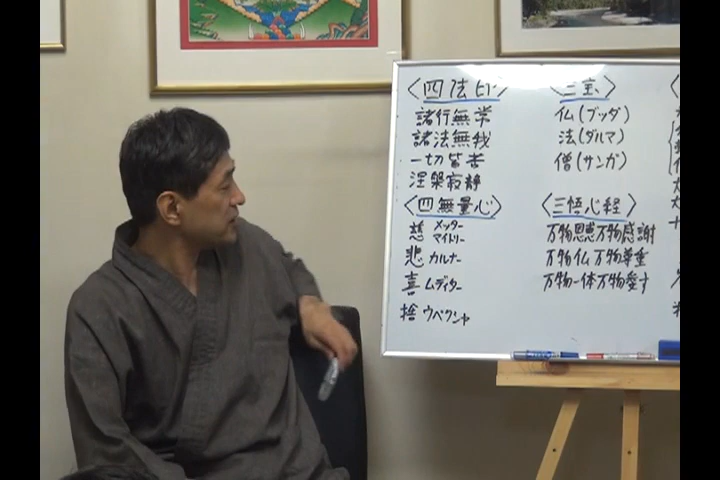 〈四法印〉
諸行無常
諸法無我
一切皆苦
涅槃寂静
〈四無量心〉
慈 メッター
マイトリー
悲 カルナー
喜 ムディター
捨 ウペクシャ
〈三宝〉
仏(ブッダ)
法(ダルマ)
僧(サンガ)
〈三悟心経〉
万物恩恵万物感謝
万物仏 万物尊重
万物一体万物愛す